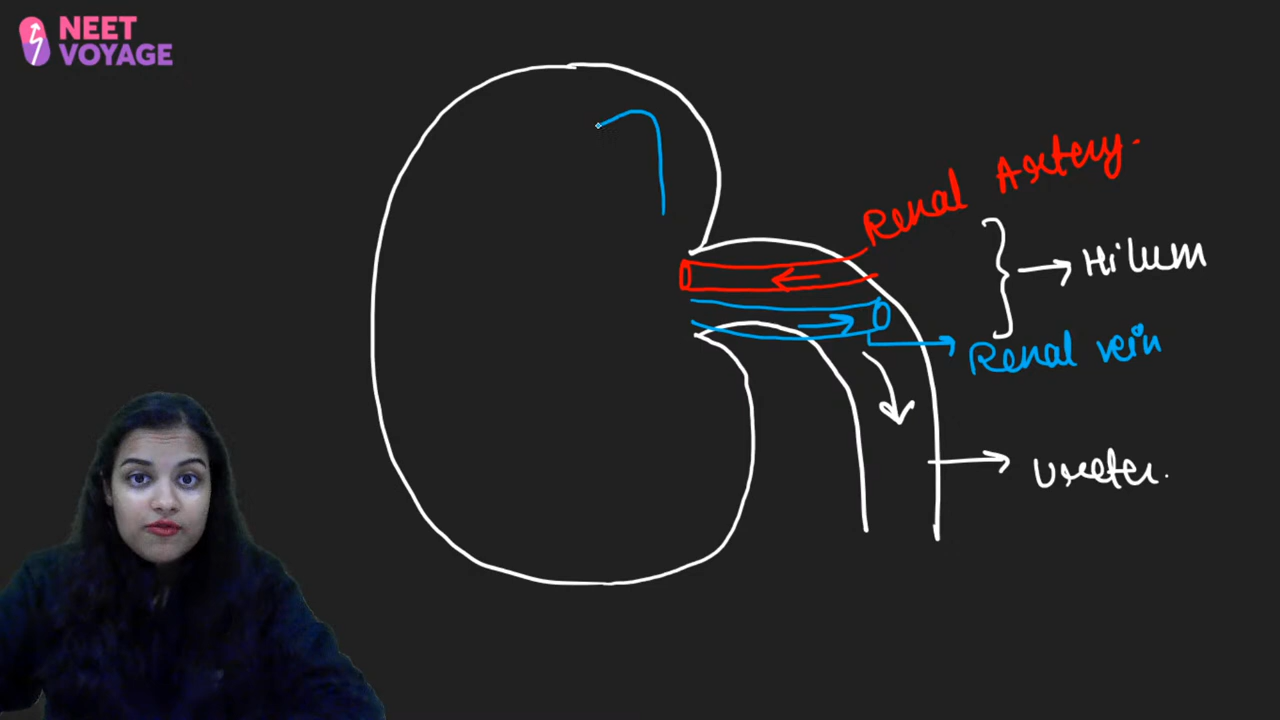 NEET
VOYAGE
Renal Artery.
Hilum
Renal vein
Ureter.